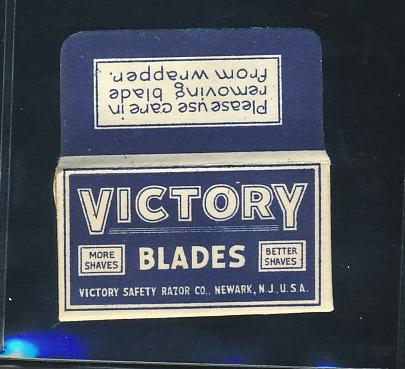 Please use care in
removing blade
from wrapper.
VICTORY
MORE
SHAVES
BLADES
BETTER
SHAVES
VICTORY SAFETY RAZOR CO., NEWARK, N.J., U.S.A.